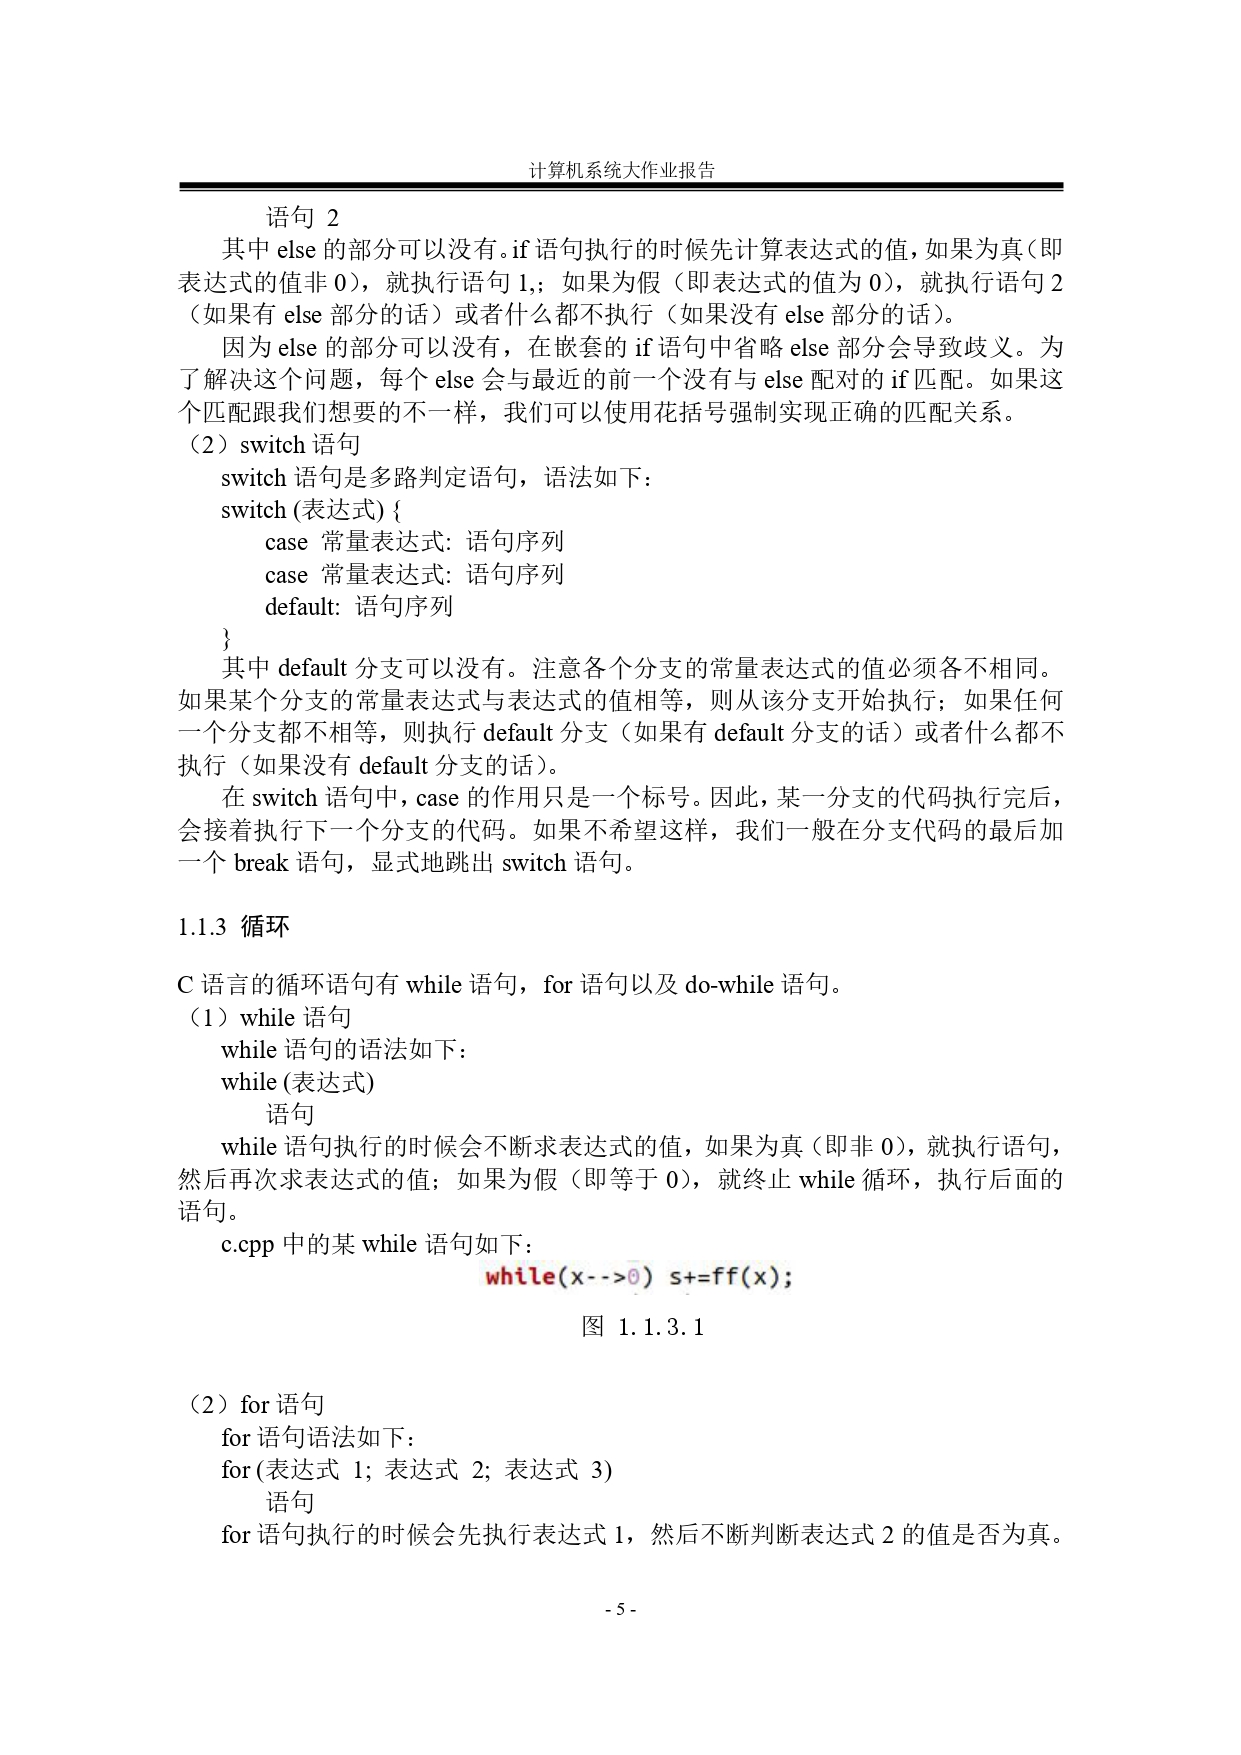 计算机系统大作业报告
语句 2
其中 else 的部分可以没有。if 语句执行的时候先计算表达式的值，如果为真（即
表达式的值非 0），就执行语句 1,；如果为假（即表达式的值为 0），就执行语句 2
（如果有 else 部分的话）或者什么都不执行（如果没有 else 部分的话）。
因为 else 的部分可以没有，在嵌套的 if 语句中省略 else 部分会导致歧义。为
了解决这个问题，每个 else 会与最近的前一个没有与 else 配对的 if 匹配。如果这
个匹配跟我们想要的不一样，我们可以使用花括号强制实现正确的匹配关系。
（2）switch 语句
switch 语句是多路判定语句，语法如下：
switch (表达式) {
case 常量表达式: 语句序列
case 常量表达式: 语句序列
default: 语句序列
}
其中 default 分支可以没有。注意各个分支的常量表达式的值必须各不相同。
如果某个分支的常量表达式与表达式的值相等，则从该分支开始执行；如果任何
一个分支都不相等，则执行 default 分支（如果有 default 分支的话）或者什么都不
执行（如果没有 default 分支的话）。
在 switch 语句中，case 的作用只是一个标号。因此，某一分支的代码执行完后，
会接着执行下一个分支的代码。如果不希望这样，我们一般在分支代码的最后加
一个 break 语句，显式地跳出 switch 语句。
1.1.3 循环
C 语言的循环语句有 while 语句，for 语句以及 do-while 语句。
（1）while 语句
while 语句的语法如下：
while (表达式)
语句
while 语句执行的时候会不断求表达式的值，如果为真（即非 0），就执行语句，
然后再次求表达式的值；如果为假（即等于 0），就终止 while 循环，执行后面的
语句。
c.cpp 中的某 while 语句如下：
while(x-->0) s+=ff(x);
图 1.1.3.1
（2）for 语句
for 语句语法如下：
for (表达式 1; 表达式 2; 表达式 3)
语句
for 语句执行的时候会先执行表达式 1，然后不断判断表达式 2 的值是否为真。
- 5 -